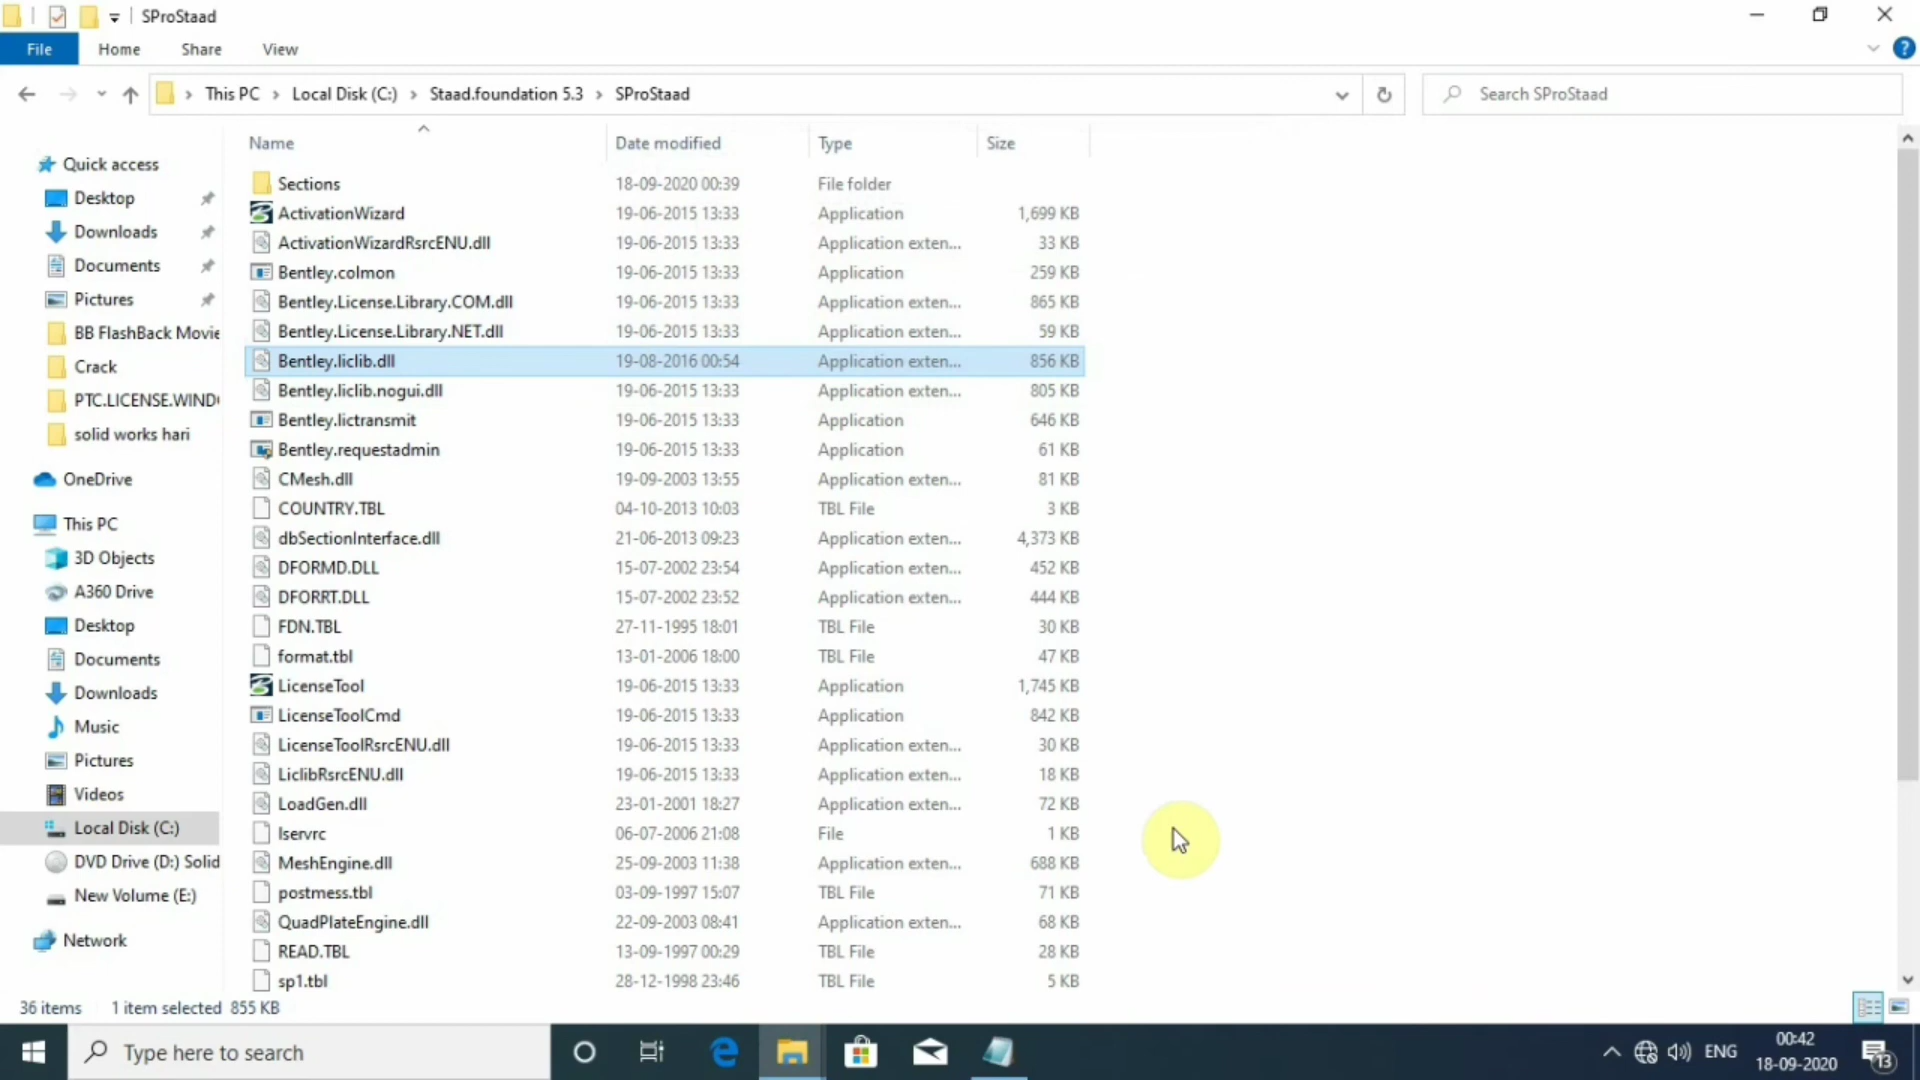 SProStaad
File Home Share View
This PC Local Disk (C:) Staad.foundation 5.3 SProStaad
Search SProStaad
Name Date modified Type Size
Quick access
Desktop
Downloads
Documents
Pictures
BB FlashBack Movie
Crack
PTC.LICENSE.WIND
solid works hari
OneDrive
This PC
3D Objects
A360 Drive
Desktop
Documents
Downloads
Music
Pictures
Videos
Local Disk (C:)
DVD Drive (D:) Solid
New Volume (E:)
Network
Sections 18-09-2020 00:39 File folder
ActivationWizard 19-06-2015 13:33 Application 1,699 KB
ActivationWizardRsrcENU.dll 19-06-2015 13:33 Application exten... 33 KB
Bentley.colmon 19-06-2015 13:33 Application 259 KB
Bentley.License.Library.COM.dll 19-06-2015 13:33 Application exten... 865 KB
Bentley.License.Library.NET.dll 19-06-2015 13:33 Application exten... 59 KB
Bentley.liclib.dll 19-08-2016 00:54 Application exten... 856 KB
Bentley.liclib.nogui.dll 19-06-2015 13:33 Application exten... 805 KB
Bentley.lictransmit 19-06-2015 13:33 Application 646 KB
Bentley.requestadmin 19-06-2015 13:33 Application 61 KB
CMesh.dll 19-09-2003 13:55 Application exten... 81 KB
COUNTRY.TBL 04-10-2013 10:03 TBL File 3 KB
dbSectionInterface.dll 21-06-2013 09:23 Application exten... 4,373 KB
DFORMD.DLL 15-07-2002 23:54 Application exten... 452 KB
DFORRT.DLL 15-07-2002 23:52 Application exten... 444 KB
FDN.TBL 27-11-1995 18:01 TBL File 30 KB
format.tbl 13-01-2006 18:00 TBL File 47 KB
LicenseTool 19-06-2015 13:33 Application 1,745 KB
LicenseToolCmd 19-06-2015 13:33 Application 842 KB
LicenseToolRsrcENU.dll 19-06-2015 13:33 Application exten... 30 KB
LiclibRsrcENU.dll 19-06-2015 13:33 Application exten... 18 KB
LoadGen.dll 23-01-2001 18:27 Application exten... 72 KB
lservrc 06-07-2006 21:08 File 1 KB
MeshEngine.dll 25-09-2003 11:38 Application exten... 688 KB
postmess.tbl 03-09-1997 15:07 TBL File 71 KB
QuadPlateEngine.dll 22-09-2003 08:41 Application exten... 68 KB
READ.TBL 13-09-1997 00:29 TBL File 28 KB
sp1.tbl 28-12-1998 23:46 TBL File 5 KB
36 items 1 item selected 855 KB
Type here to search
ENG
00:42
18-09-2020
13